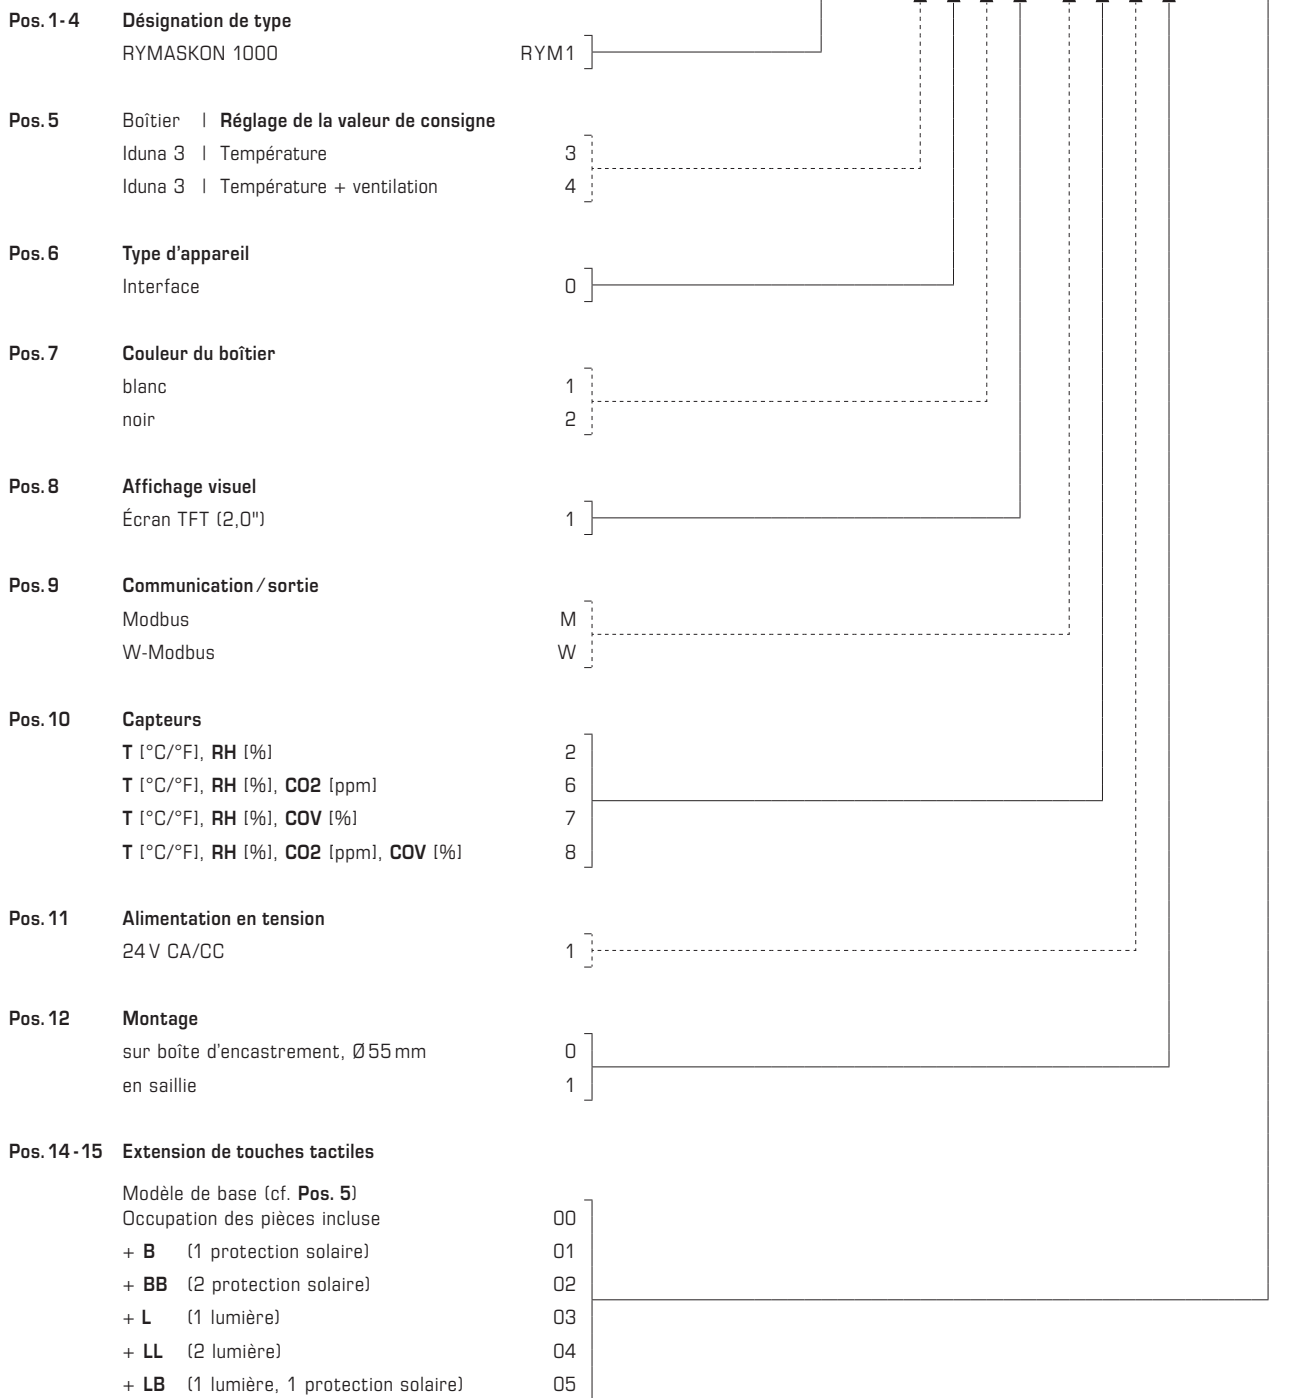 Pos. 1-4 Désignation de type
RYMASKON 1000 RYM1
Pos. 5 Boîtier | Réglage de la valeur de consigne
Iduna 3 | Température 3
Iduna 3 | Température + ventilation 4
Pos. 6 Type d'appareil
Interface 0
Pos. 7 Couleur du boîtier
blanc 1
noir 2
Pos. 8 Affichage visuel
Écran TFT (2,0") 1
Pos. 9 Communication / sortie
Modbus M
W-Modbus W
Pos. 10 Capteurs
T [°C/°F], RH [%] 2
T [°C/°F], RH [%], CO2 [ppm] 6
T [°C/°F], RH [%], COV [%] 7
T [°C/°F], RH [%], CO2 [ppm], COV [%] 8
Pos. 11 Alimentation en tension
24 V CA/CC 1
Pos. 12 Montage
sur boîte d'encastrement, Ø 55 mm 0
en saillie 1
Pos. 14-15 Extension de touches tactiles
Modèle de base (cf. Pos. 5)
Occupation des pièces incluse 00
+ B (1 protection solaire) 01
+ BB (2 protection solaire) 02
+ L (1 lumière) 03
+ LL (2 lumière) 04
+ LB (1 lumière, 1 protection solaire) 05